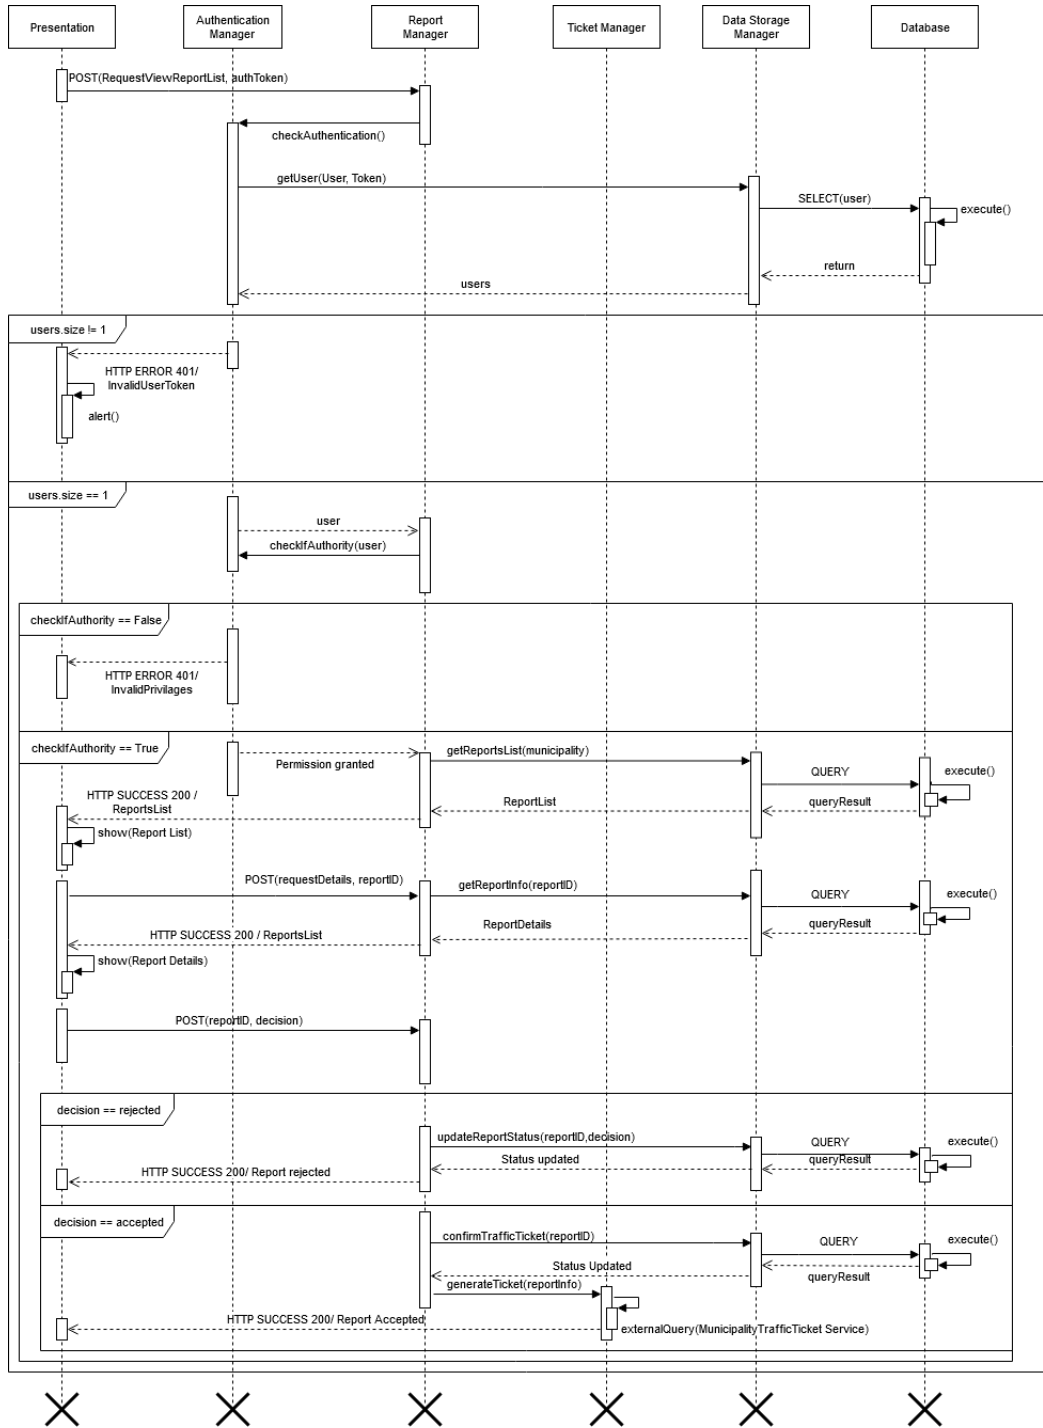 Presentation
Authentication
Manager
Report
Manager
Ticket Manager
Data Storage
Manager
Database
POST(RequestViewReportList, authToken)
checkAuthentication()
getUser(User, Token)
SELECT(user)
execute()
return
users
users.size != 1
HTTP ERROR 401/
InvalidUserToken
alert()
users.size == 1
user
checkIfAuthority(user)
checkIfAuthority == False
HTTP ERROR 401/
InvalidPrivilages
checkIfAuthority == True
Permission granted
getReportsList(municipality)
QUERY
execute()
HTTP SUCCESS 200 /
ReportsList
ReportList
queryResult
show(Report List)
POST(requestDetails, reportID)
getReportInfo(reportID)
QUERY
execute()
HTTP SUCCESS 200 / ReportsList
ReportDetails
queryResult
show(Report Details)
POST(reportID, decision)
decision == rejected
updateReportStatus(reportID,decision)
QUERY
execute()
HTTP SUCCESS 200/ Report rejected
Status updated
queryResult
decision == accepted
confirmTrafficTicket(reportID)
QUERY
execute()
Status Updated
queryResult
generateTicket(reportInfo)
HTTP SUCCESS 200/ Report Accepted
externalQuery(MunicipalityTrafficTicket Service)